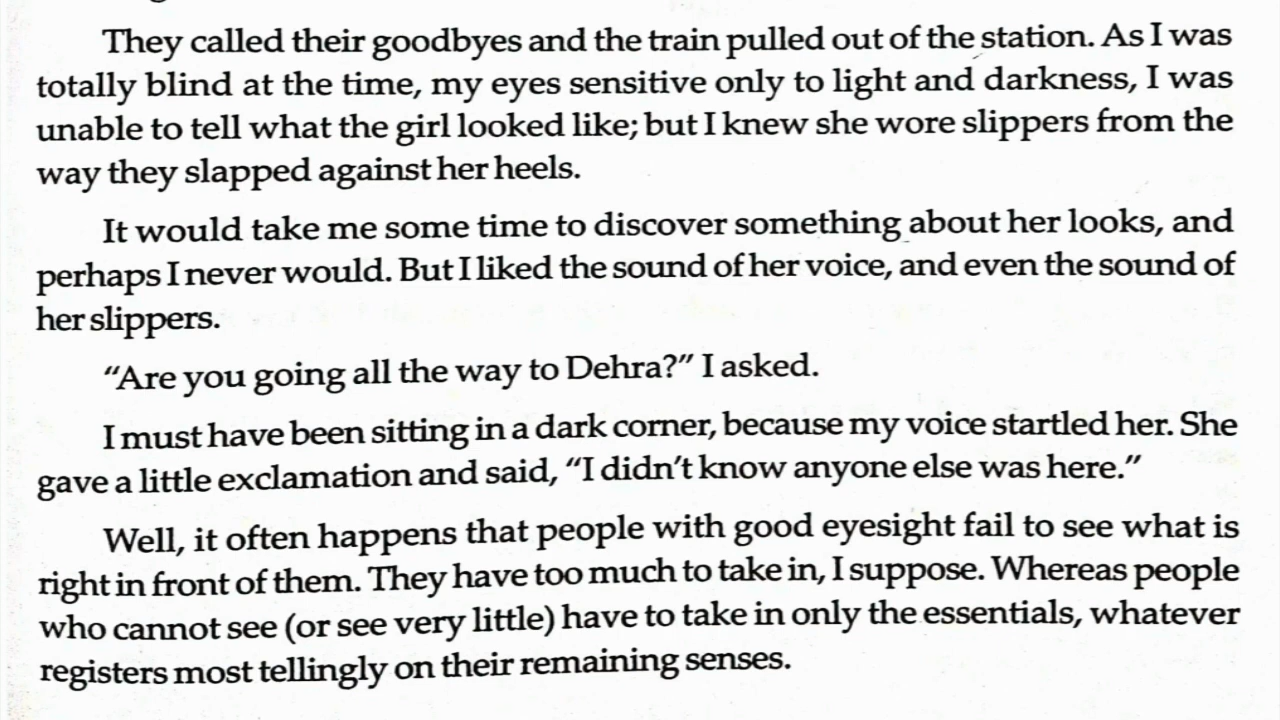 They called their goodbyes and the train pulled out of the station. As I was
totally blind at the time, my eyes sensitive only to light and darkness, I was
unable to tell what the girl looked like; but I knew she wore slippers from the
way they slapped against her heels.
It would take me some time to discover something about her looks, and
perhaps I never would. But I liked the sound of her voice, and even the sound of
her slippers.
“Are you going all the way to Dehra?” I asked.
I must have been sitting in a dark corner, because my voice startled her. She
gave a little exclamation and said, “I didn’t know anyone else was here.”
Well, it often happens that people with good eyesight fail to see what is
right in front of them. They have too much to take in, I suppose. Whereas people
who cannot see (or see very little) have to take in only the essentials, whatever
registers most tellingly on their remaining senses.